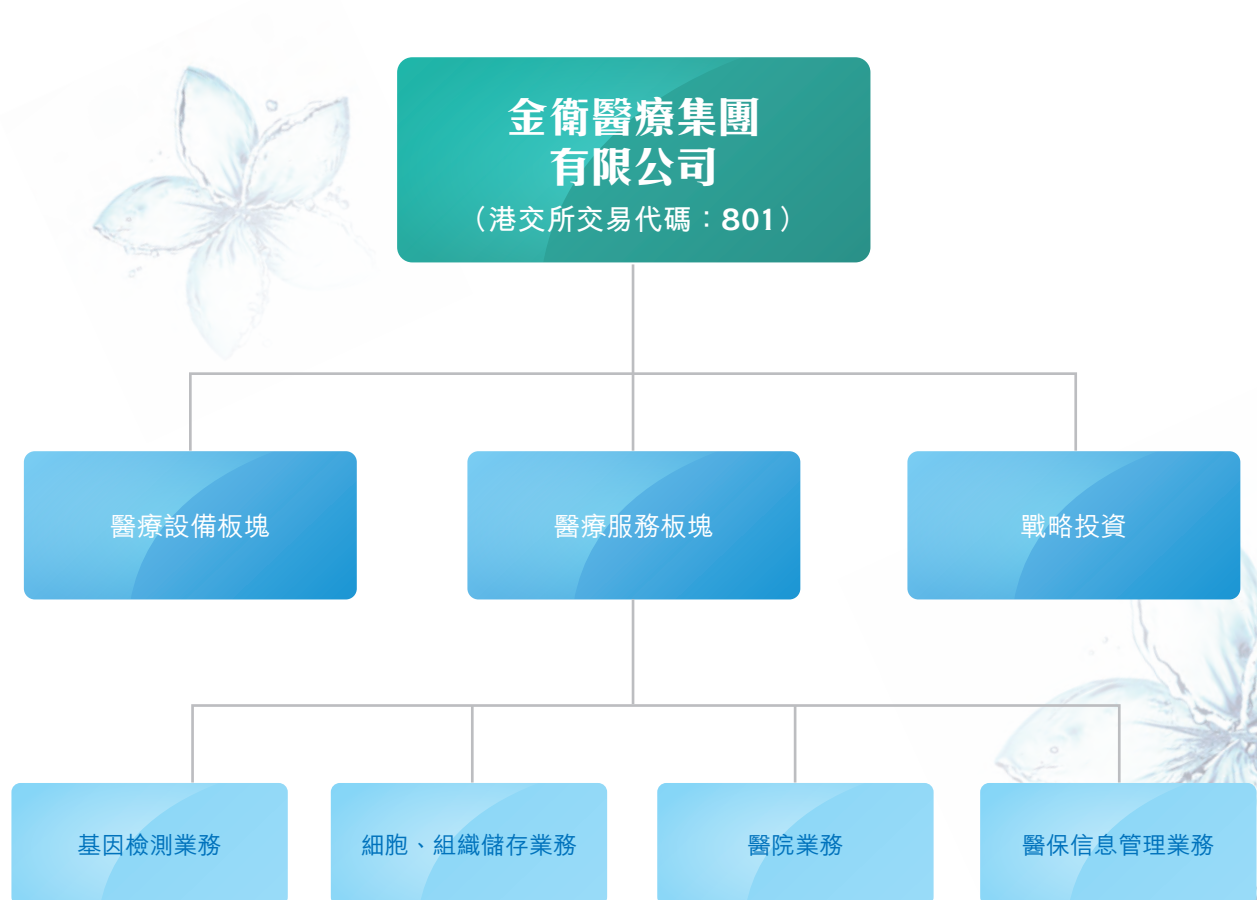 金衛醫療集團
有限公司
（港交所交易代碼：801）
醫療設備板塊
醫療服務板塊
戰略投資
基因檢測業務
細胞、組織儲存業務
醫院業務
醫保信息管理業務